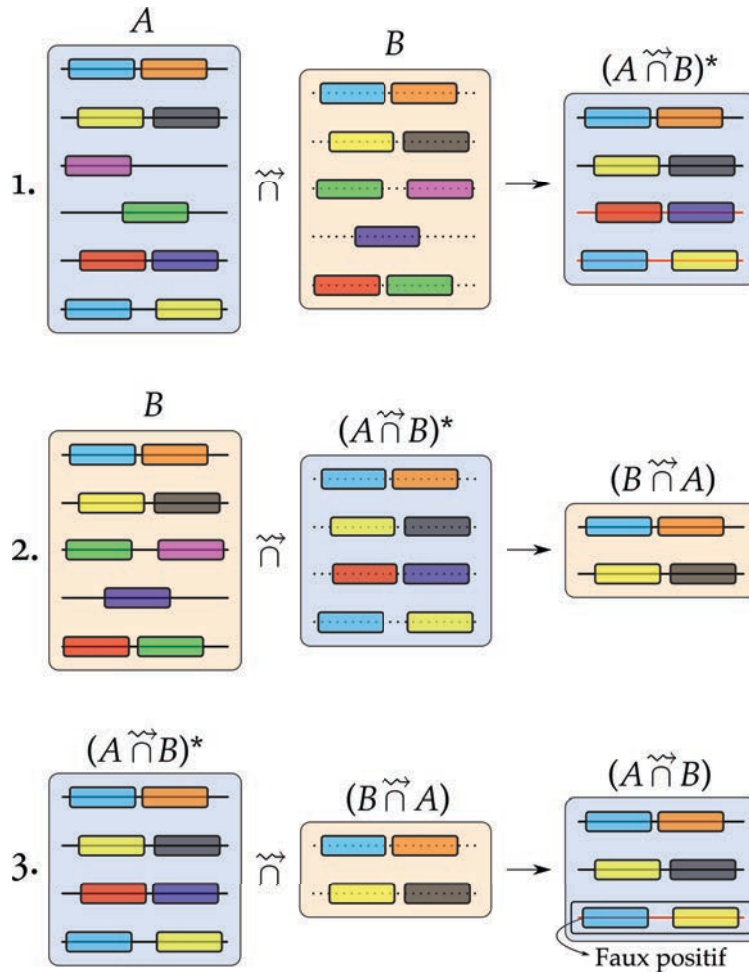 A B (A ∩⃝ B)*
1. ∩⃝ →
B (A ∩⃝ B)* (B ∩⃝ A)
2. ∩⃝ →
(A ∩⃝ B)* (B ∩⃝ A) (A ∩⃝ B)
3. ∩⃝ →
Faux positif